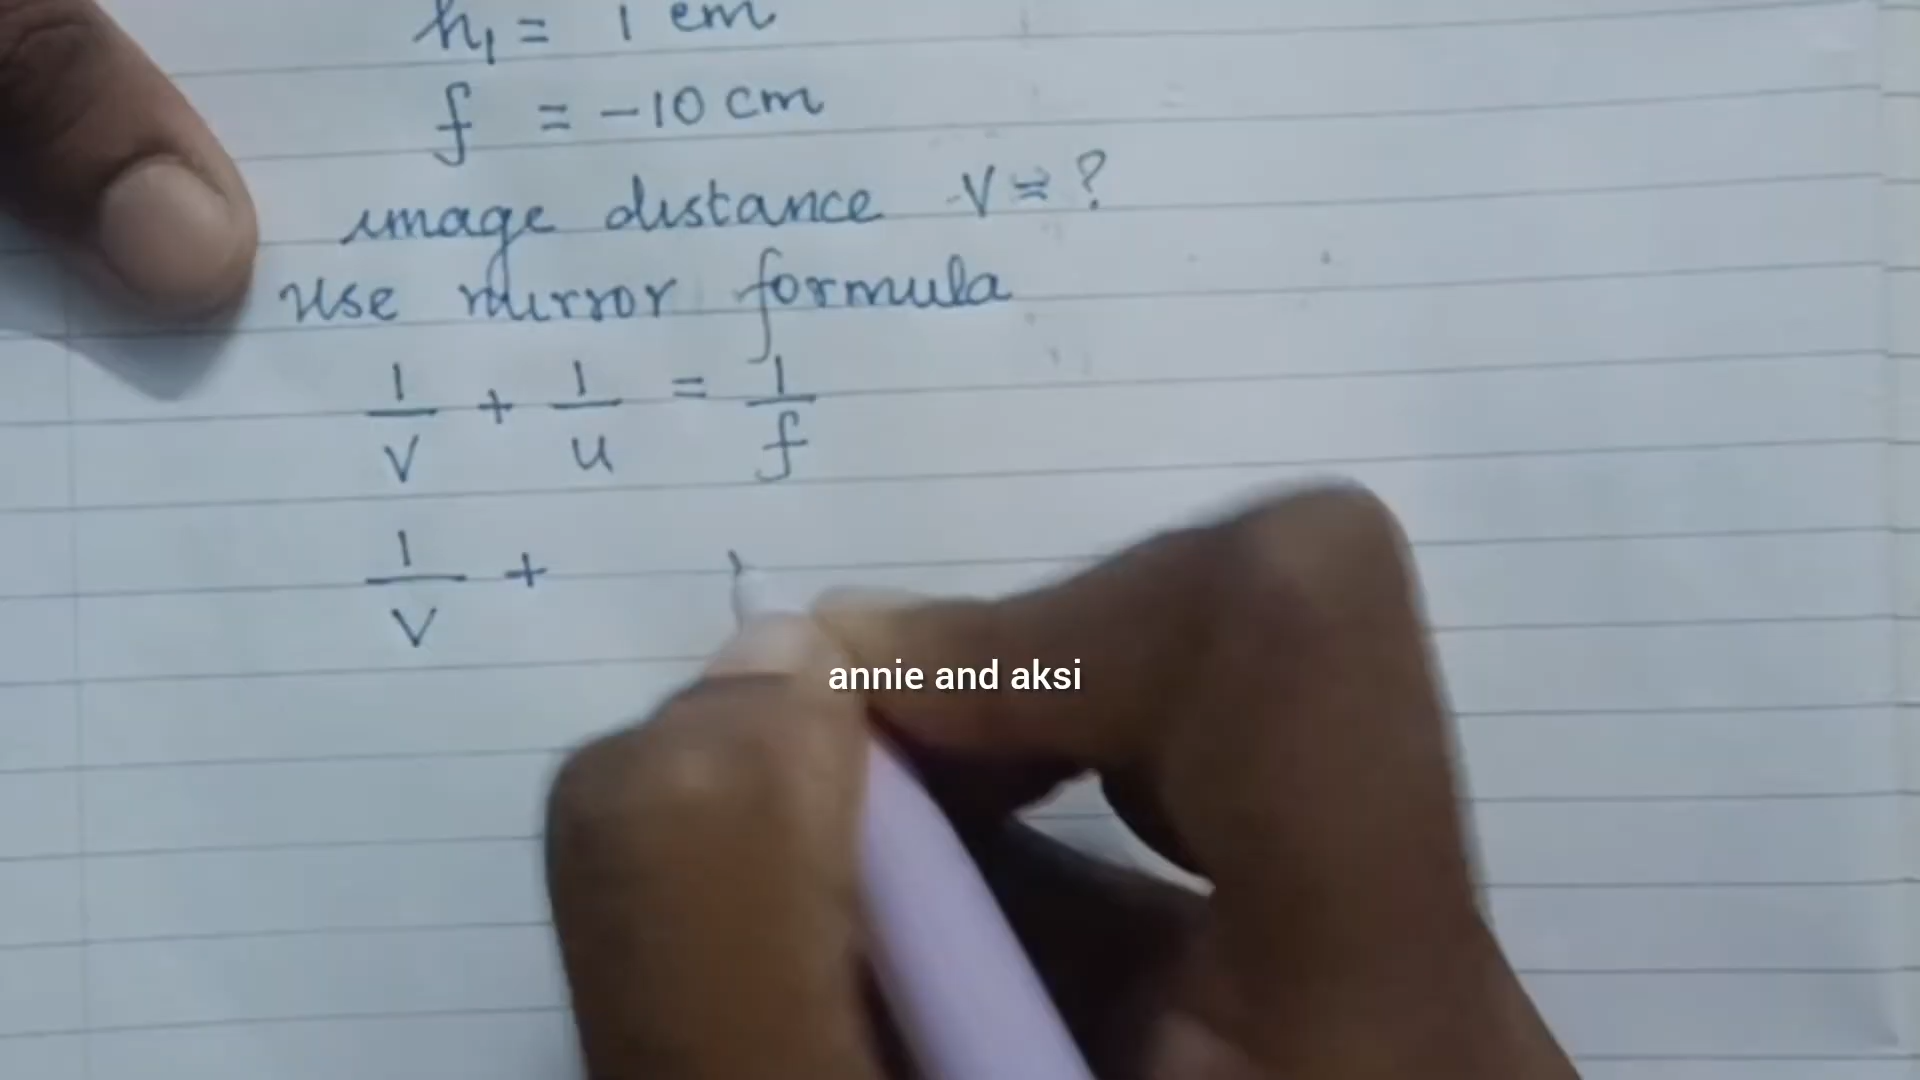 h₁ = 1 cm
f = -10 cm
image distance V = ?
Use mirror formula
1/V + 1/u = 1/f
1/V +
annie and aksi